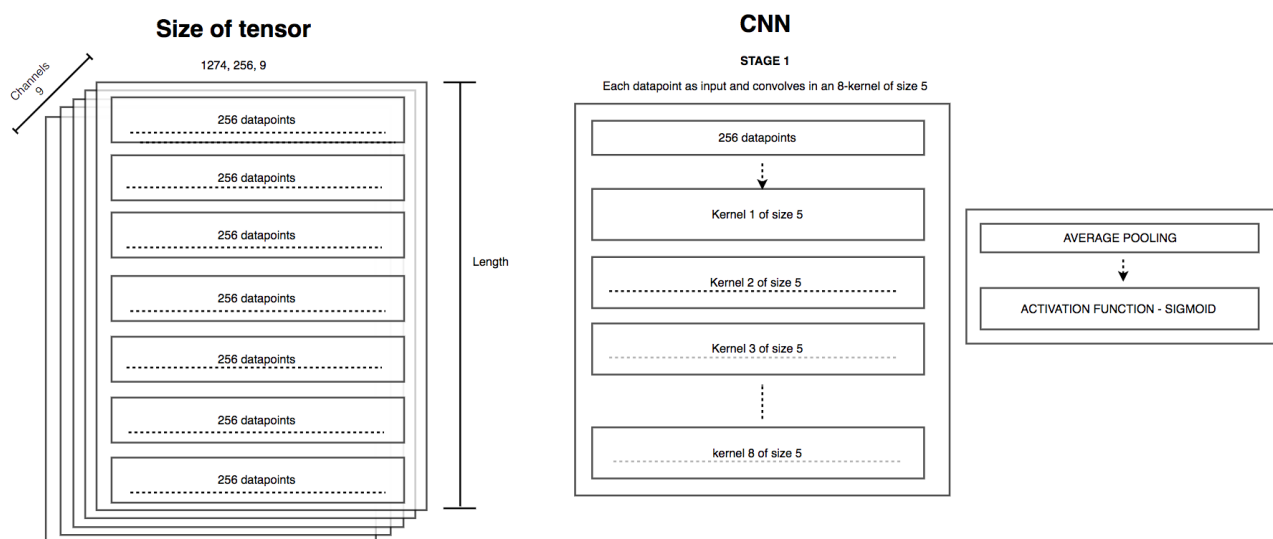 Size of tensor
1274, 256, 9
Channels
9
256 datapoints
256 datapoints
256 datapoints
256 datapoints
256 datapoints
256 datapoints
256 datapoints
Length
CNN
STAGE 1
Each datapoint as input and convolves in an 8-kernel of size 5
256 datapoints
Kernel 1 of size 5
Kernel 2 of size 5
Kernel 3 of size 5
kernel 8 of size 5
AVERAGE POOLING
ACTIVATION FUNCTION - SIGMOID